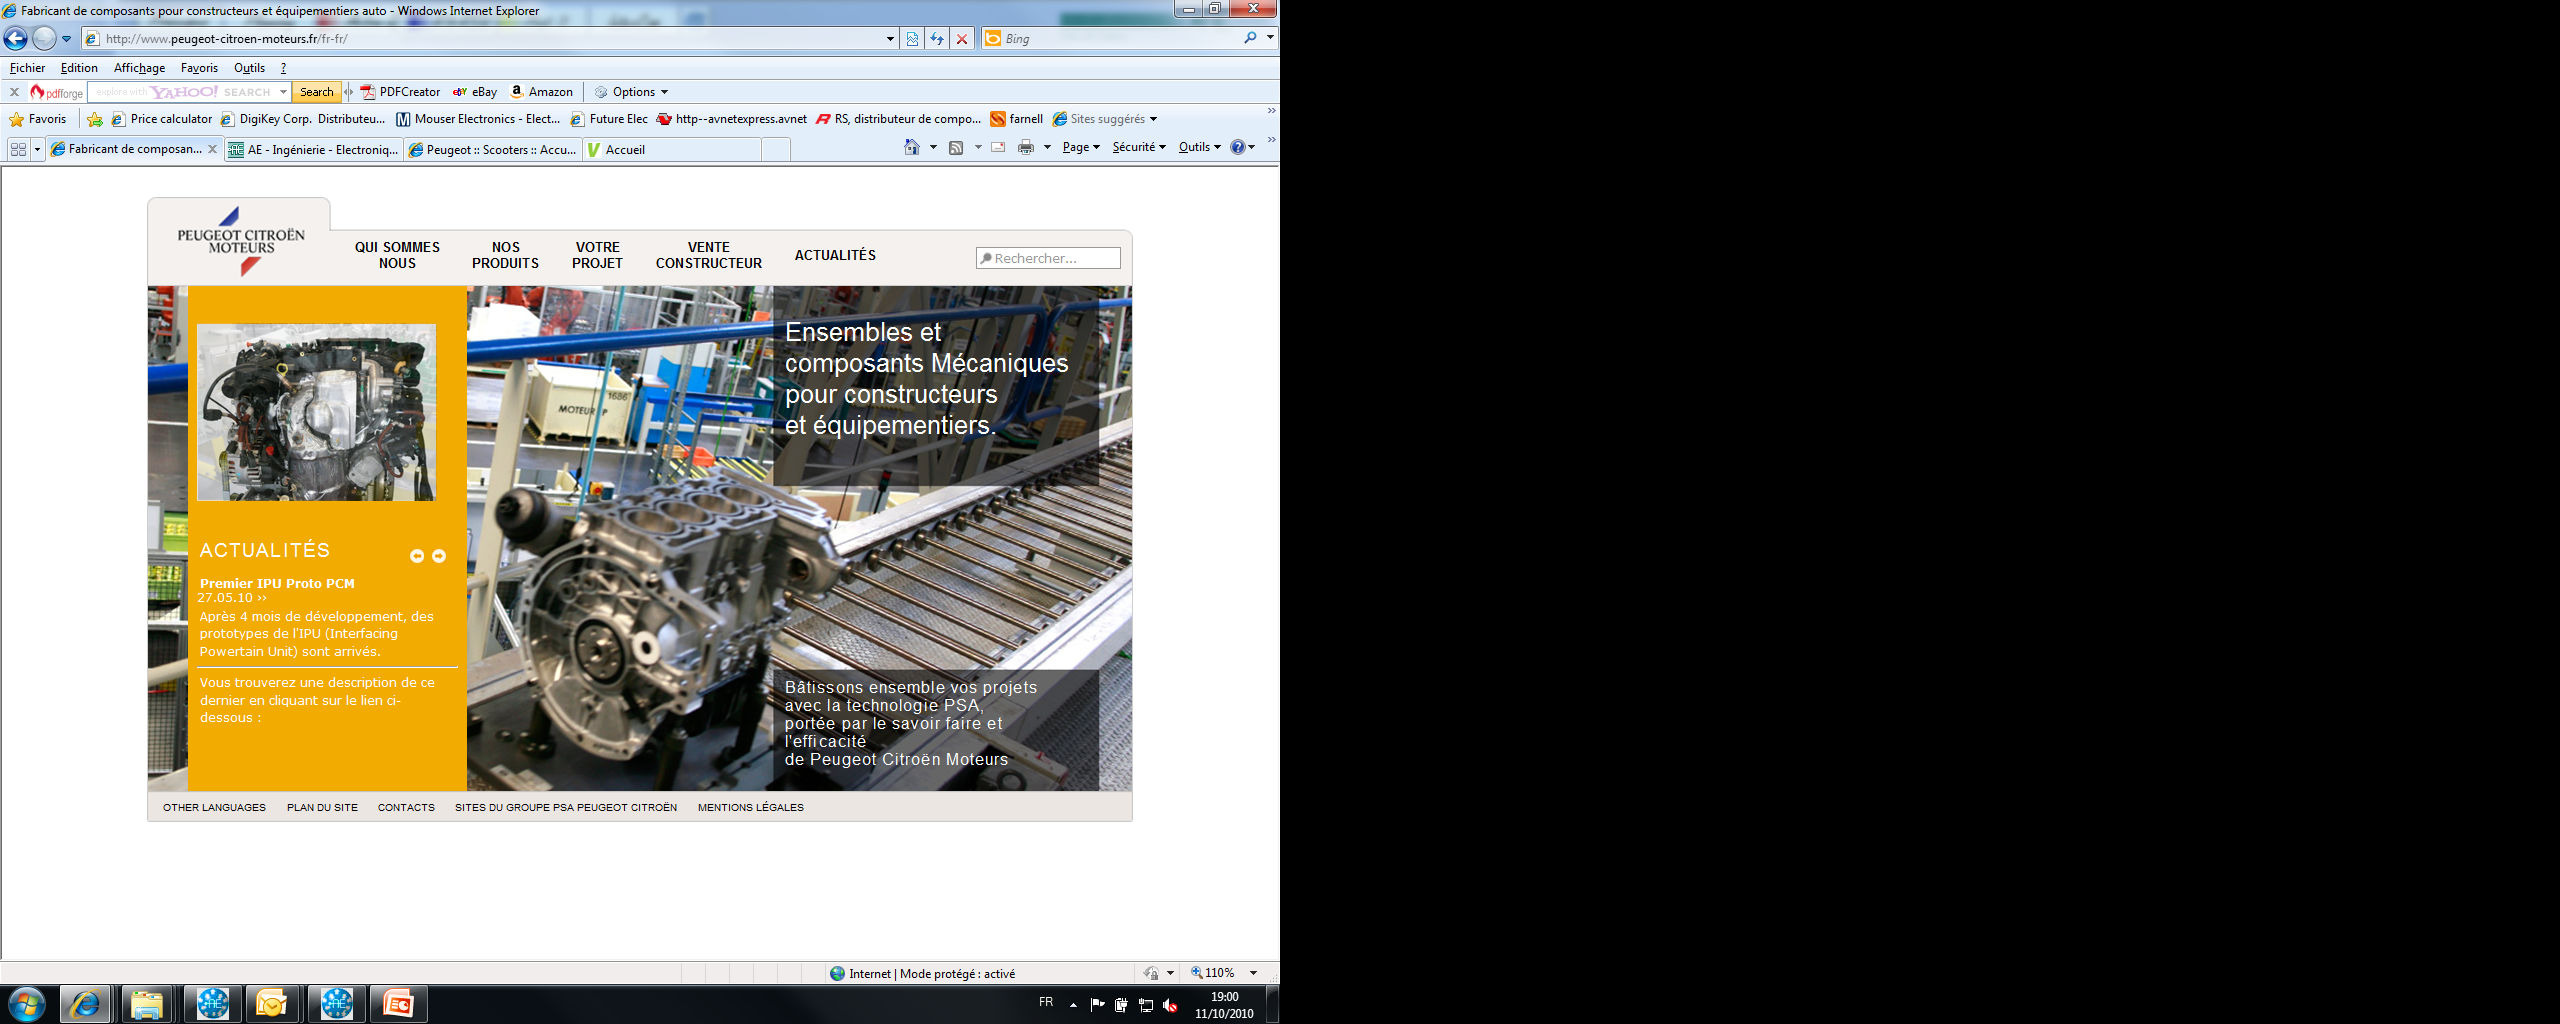 Fabricant de composants pour constructeurs et équipementiers auto - Windows Internet Explorer
http://www.peugeot-citroen-moteurs.fr/fr-fr/
Bing
Fichier Edition Affichage Favoris Outils ?
pdfforge explore with YAHOO! SEARCH Search PDFCreator eBay Amazon Options
Favoris Price calculator DigiKey Corp. Distributeu... Mouser Electronics - Elect... Future Elec http--avnetexpress.avnet RS, distributeur de compo... farnell Sites suggérés
Fabricant de composan... AE - Ingénierie - Electroniq... Peugeot :: Scooters :: Accu... Accueil Page Sécurité Outils
PEUGEOT CITROËN
MOTEURS
QUI SOMMES
NOUS
NOS
PRODUITS
VOTRE
PROJET
VENTE
CONSTRUCTEUR
ACTUALITÉS
Rechercher...
Ensembles et
composants Mécaniques
pour constructeurs
et équipementiers.
1686
MOTEUR P
ACTUALITÉS
Premier IPU Proto PCM
27.05.10 ››
Après 4 mois de développement, des
prototypes de l'IPU (Interfacing
Powertain Unit) sont arrivés.
Vous trouverez une description de ce
dernier en cliquant sur le lien ci-
dessous :
Bâtissons ensemble vos projets
avec la technologie PSA,
portée par le savoir faire et
l'efficacité
de Peugeot Citroën Moteurs
OTHER LANGUAGES PLAN DU SITE CONTACTS SITES DU GROUPE PSA PEUGEOT CITROËN MENTIONS LÉGALES
Internet | Mode protégé : activé
110%
FR
19:00
11/10/2010